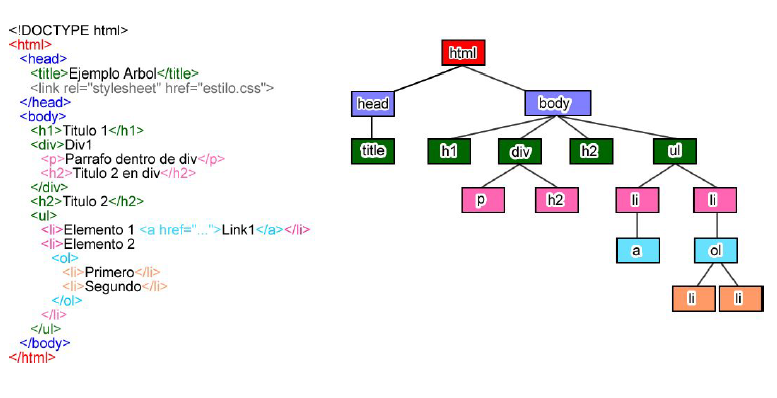 <!DOCTYPE html>
<html>
<head>
<title>Ejemplo Arbol</title>
<link rel="stylesheet" href="estilo.css">
</head>
<body>
<h1>Titulo 1</h1>
<div>Div1
<p>Parrafo dentro de div</p>
<h2>Titulo 2 en div</h2>
</div>
<h2>Titulo 2</h2>
<ul>
<li>Elemento 1 <a href="...">Link1</a></li>
<li>Elemento 2
<ol>
<li>Primero</li>
<li>Segundo</li>
</ol>
</li>
</ul>
</body>
</html>
html
head body
title h1 div h2 ul
p h2 li li
a ol
li li